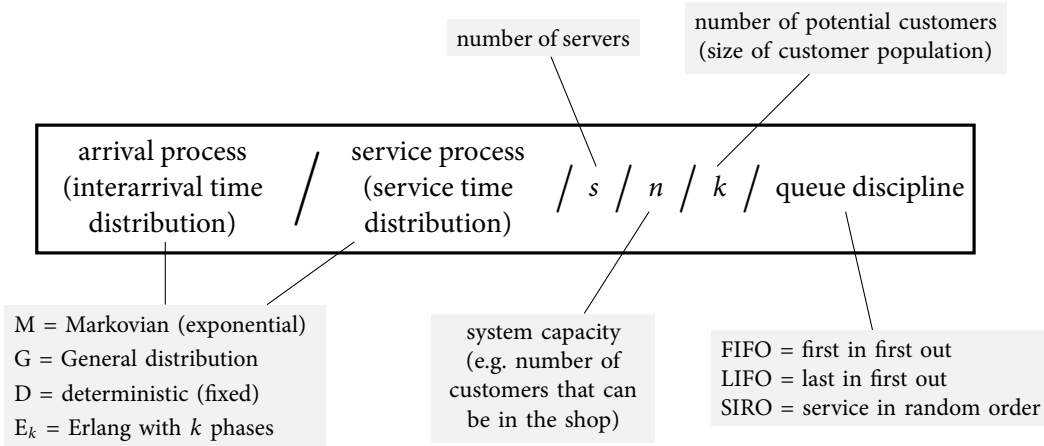 number of servers
number of potential customers
(size of customer population)
arrival process
(interarrival time
distribution)
/
service process
(service time
distribution)
/ s / n / k / queue discipline
M = Markovian (exponential)
G = General distribution
D = deterministic (fixed)
Eₖ = Erlang with k phases
system capacity
(e.g. number of
customers that can
be in the shop)
FIFO = first in first out
LIFO = last in first out
SIRO = service in random order